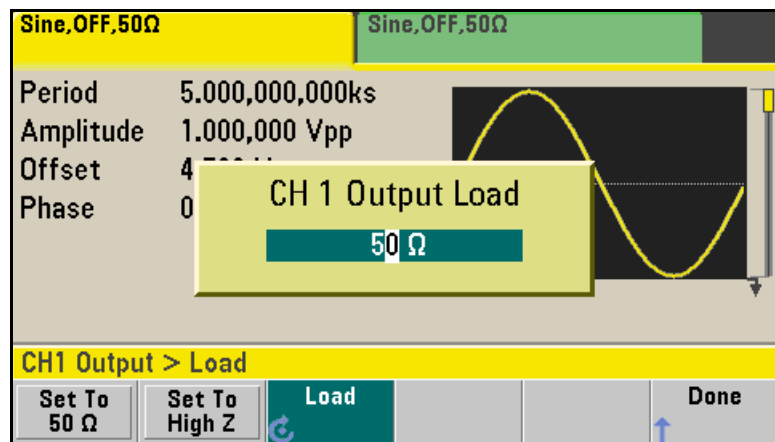 Sine,OFF,50Ω
Sine,OFF,50Ω
Period 5.000,000,000ks
Amplitude 1.000,000 Vpp
Offset 4
Phase 0
CH 1 Output Load
50 Ω
CH1 Output > Load
Set To 50 Ω
Set To High Z
Load
Done